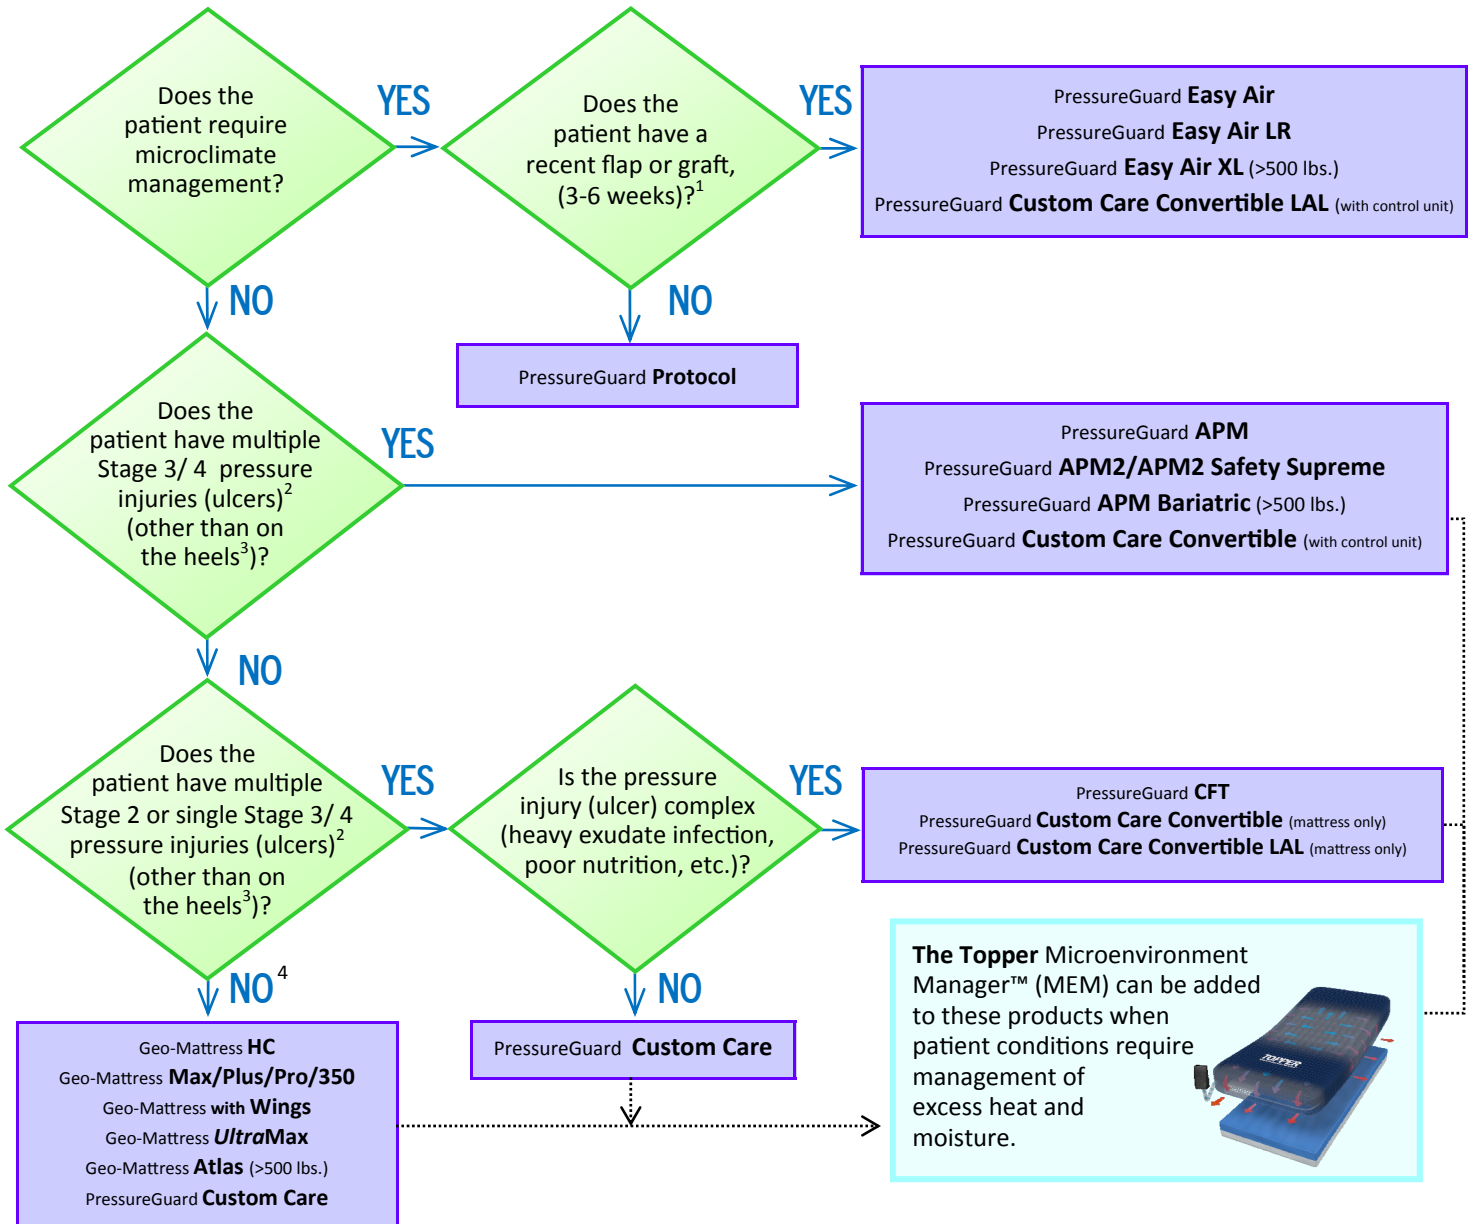 Does the
patient require
microclimate
management?
YES
Does the
patient have a
recent flap or graft,
(3-6 weeks)?1
YES
PressureGuard Easy Air
PressureGuard Easy Air LR
PressureGuard Easy Air XL (>500 lbs.)
PressureGuard Custom Care Convertible LAL (with control unit)
NO
NO
PressureGuard Protocol
Does the
patient have multiple
Stage 3/ 4 pressure
injuries (ulcers)2
(other than on
the heels3)?
YES
PressureGuard APM
PressureGuard APM2/APM2 Safety Supreme
PressureGuard APM Bariatric (>500 lbs.)
PressureGuard Custom Care Convertible (with control unit)
NO
Does the
patient have multiple
Stage 2 or single Stage 3/ 4
pressure injuries (ulcers)2
(other than on
the heels3)?
YES
Is the pressure
injury (ulcer) complex
(heavy exudate infection,
poor nutrition, etc.)?
YES
PressureGuard CFT
PressureGuard Custom Care Convertible (mattress only)
PressureGuard Custom Care Convertible LAL (mattress only)
NO4
NO
Geo-Mattress HC
Geo-Mattress Max/Plus/Pro/350
Geo-Mattress with Wings
Geo-Mattress UltraMax
Geo-Mattress Atlas (>500 lbs.)
PressureGuard Custom Care
PressureGuard Custom Care
The Topper Microenvironment
Manager™ (MEM) can be added
to these products when
patient conditions require
management of
excess heat and
moisture.
TOPPER